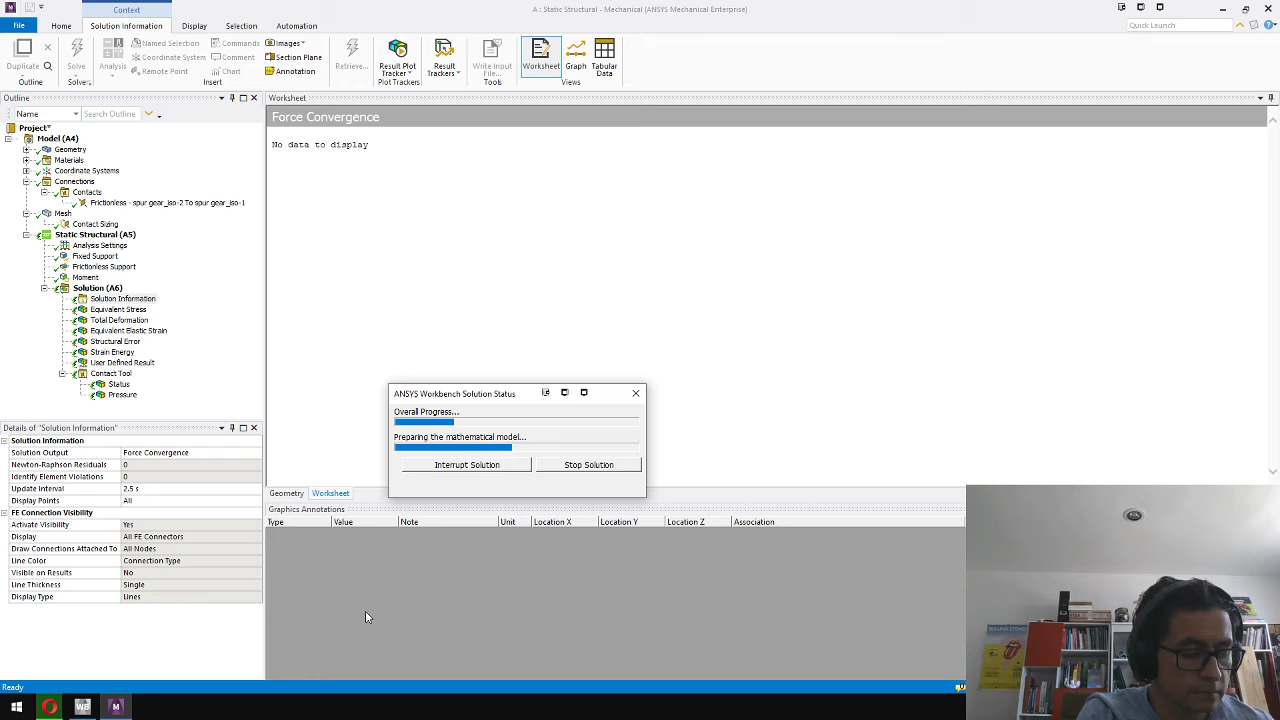 Context
A : Static Structural - Mechanical [ANSYS Mechanical Enterprise]
File Home Solution Information Display Selection Automation
Quick Launch
Duplicate Solve Analysis Named Selection Commands Images Retrieve... Result Plot Tracker Result Trackers Write Input File... Worksheet Graph Tabular Data
Coordinate System Comment Section Plane
Remote Point Chart Annotation
Outline Solve Insert Plot Trackers Tools Views
Outline Worksheet
Name Search Outline Force Convergence
Project*
Model (A4)
No data to display
Geometry
Materials
Coordinate Systems
Connections
Contacts
Frictionless - spur gear_iso-2 To spur gear_iso-1
Mesh
Contact Sizing
Static Structural (A5)
Analysis Settings
Fixed Support
Frictionless Support
Moment
Solution (A6)
Solution Information
Equivalent Stress
Total Deformation
Equivalent Elastic Strain
Structural Error
Strain Energy
User Defined Result
Contact Tool
Status
Pressure
ANSYS Workbench Solution Status
Overall Progress...
Preparing the mathematical model...
Interrupt Solution Stop Solution
Details of "Solution Information"
Solution Information
Solution Output Force Convergence
Newton-Raphson Residuals 0
Identify Element Violations 0
Update Interval 2.5 s
Display Points All
FE Connection Visibility
Activate Visibility Yes
Display All FE Connectors
Draw Connections Attached To All Nodes
Line Color Connection Type
Visible on Results No
Line Thickness Single
Display Type Lines
Geometry Worksheet
Graphics Annotations
Type Value Note Unit Location X Location Y Location Z Association
Ready
WB M